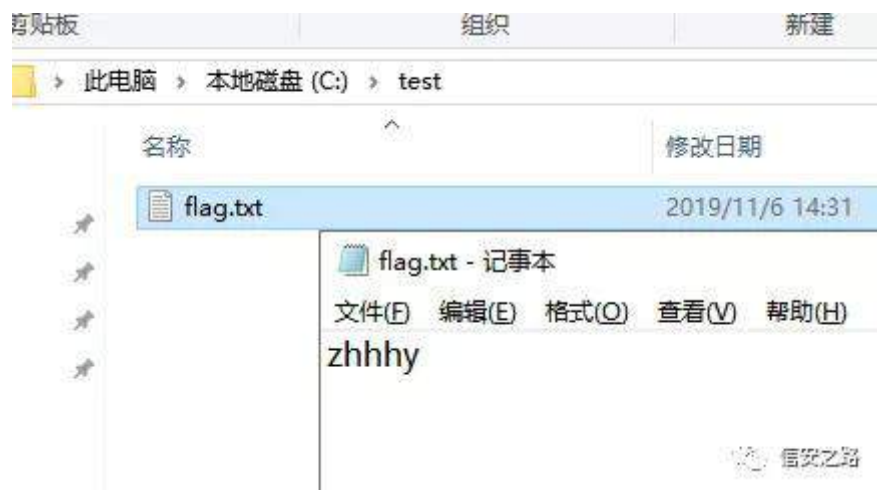 剪贴板 组织 新建
> 此电脑 > 本地磁盘 (C:) > test
名称 修改日期
flag.txt 2019/11/6 14:31
flag.txt - 记事本
文件(F) 编辑(E) 格式(O) 查看(V) 帮助(H)
zhhhy
信安之路